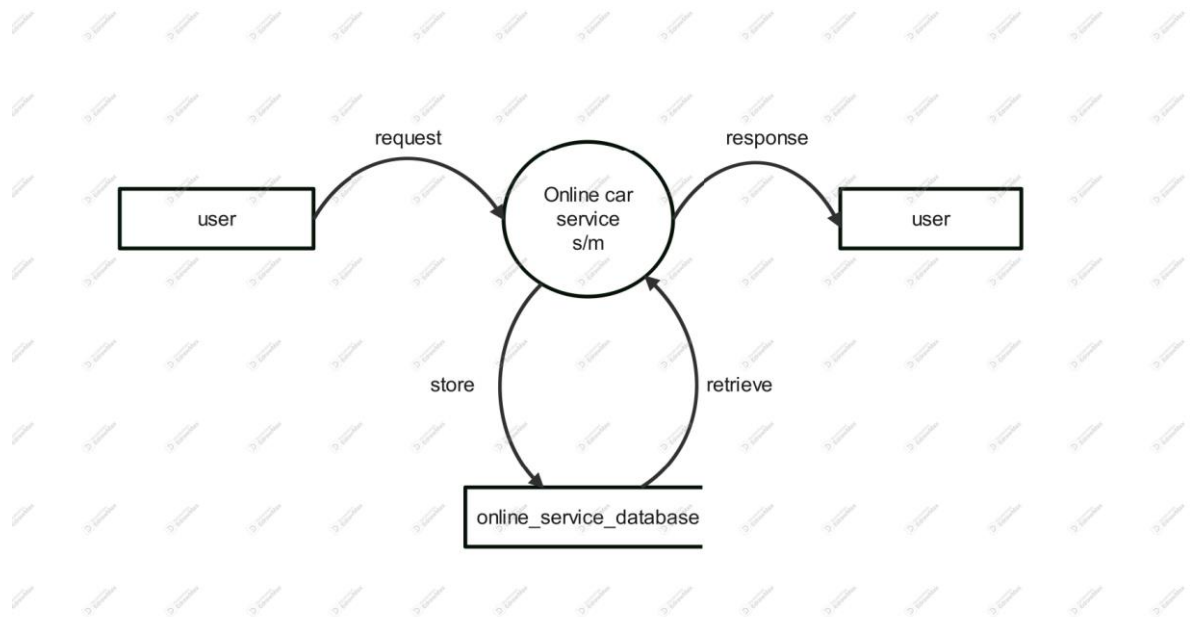 request
response
user
Online car
service
s/m
user
store
retrieve
online_service_database